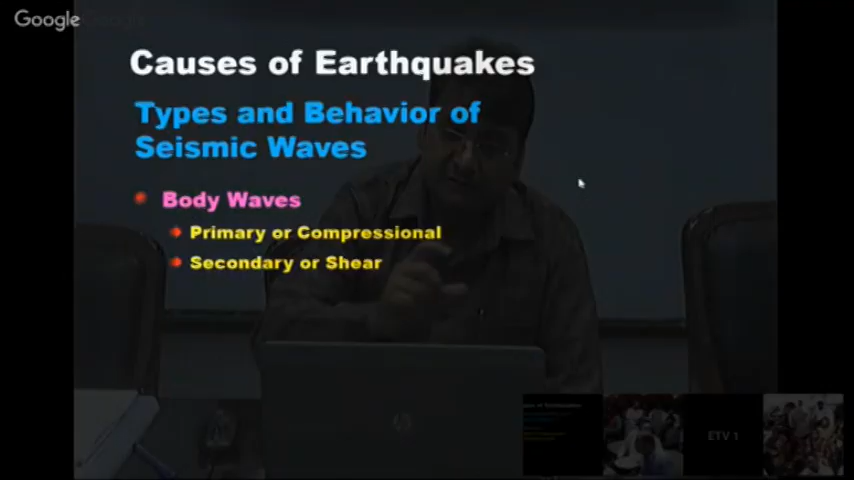 Google
Causes of Earthquakes
Types and Behavior of
Seismic Waves
Body Waves
Primary or Compressional
Secondary or Shear
ETV 1